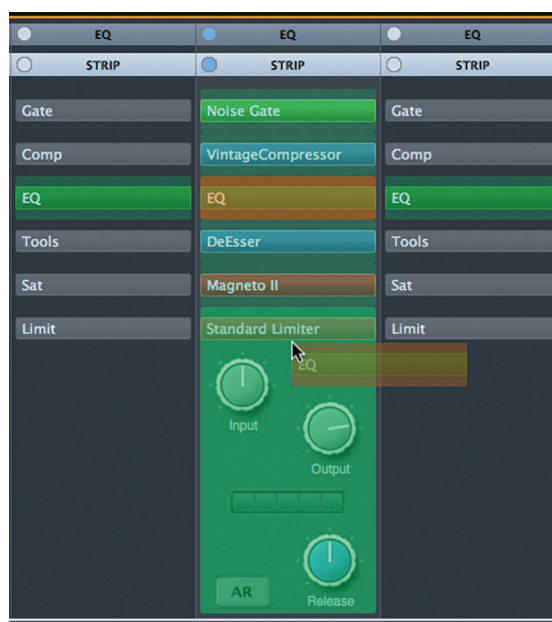 EQ EQ EQ
STRIP STRIP STRIP
Gate Noise Gate Gate
Comp VintageCompressor Comp
EQ EQ EQ
Tools DeEsser Tools
Sat Magneto II Sat
Limit Standard Limiter Limit
EQ
Input
Output
AR
Release